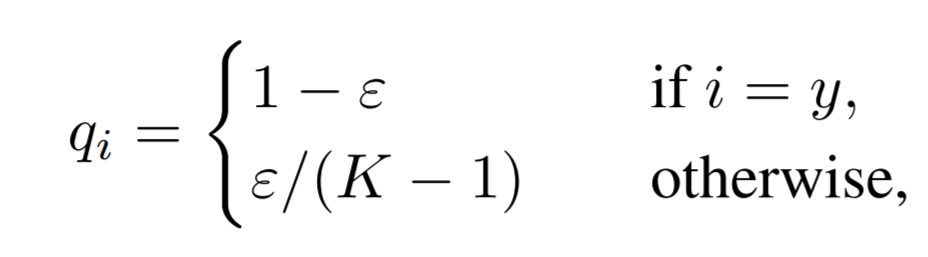 q_i = { 1 − ε if i = y,
ε/(K − 1) otherwise,